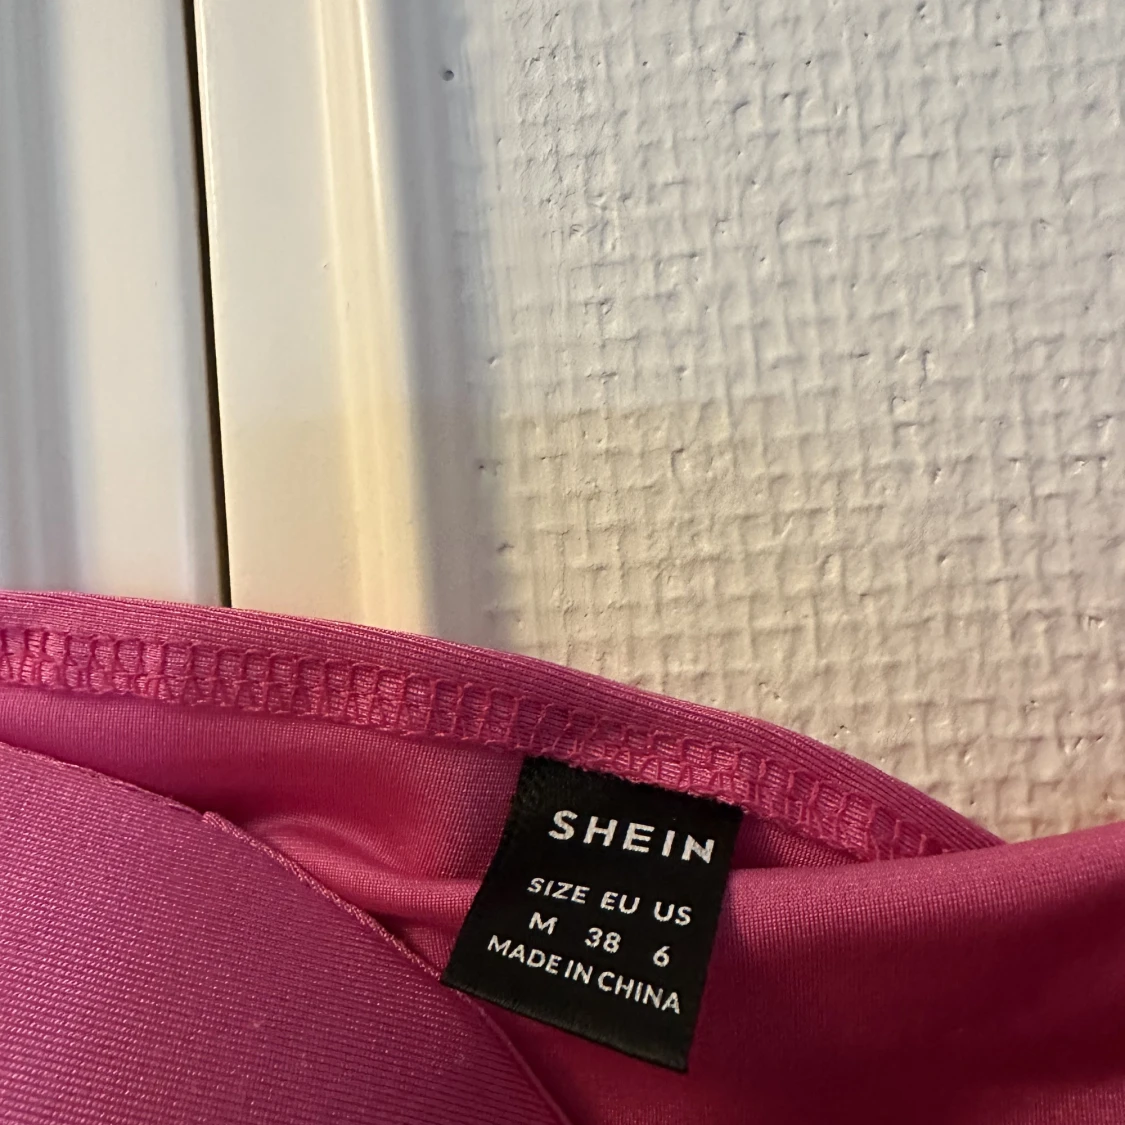 SHEIN
SIZE EU US
M 38 6
MADE IN CHINA